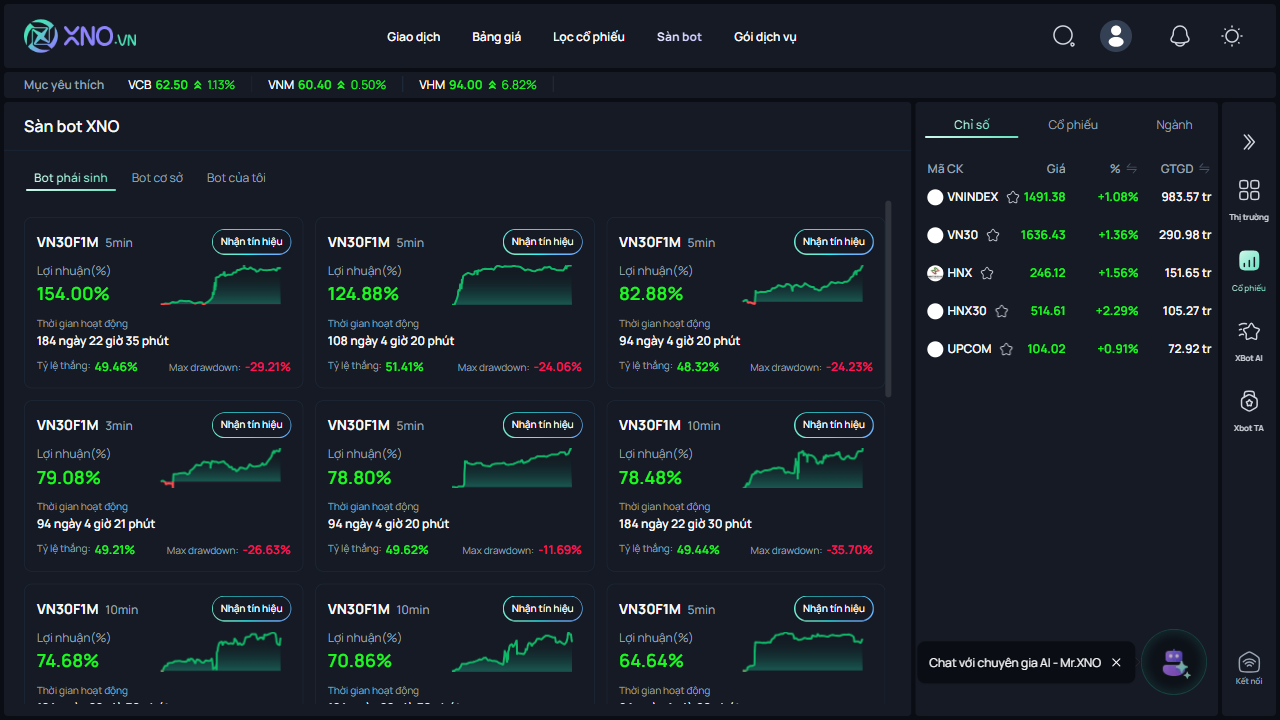 XNO.VN
Giao dịch Bảng giá Lọc cổ phiếu Sàn bot Gói dịch vụ
Mục yêu thích VCB 62.50 1.13% VNM 60.40 0.50% VHM 94.00 6.82%
Sàn bot XNO
Bot phái sinh Bot cơ sở Bot của tôi
VN30F1M 5min Nhận tín hiệu
Lợi nhuận(%)
154.00%
Thời gian hoạt động
184 ngày 22 giờ 35 phút
Tỷ lệ thắng: 49.46% Max drawdown: -29.21%
VN30F1M 5min Nhận tín hiệu
Lợi nhuận(%)
124.88%
Thời gian hoạt động
108 ngày 4 giờ 20 phút
Tỷ lệ thắng: 51.41% Max drawdown: -24.06%
VN30F1M 5min Nhận tín hiệu
Lợi nhuận(%)
82.88%
Thời gian hoạt động
94 ngày 4 giờ 20 phút
Tỷ lệ thắng: 48.32% Max drawdown: -24.23%
VN30F1M 3min Nhận tín hiệu
Lợi nhuận(%)
79.08%
Thời gian hoạt động
94 ngày 4 giờ 21 phút
Tỷ lệ thắng: 49.21% Max drawdown: -26.63%
VN30F1M 5min Nhận tín hiệu
Lợi nhuận(%)
78.80%
Thời gian hoạt động
94 ngày 4 giờ 20 phút
Tỷ lệ thắng: 49.62% Max drawdown: -11.69%
VN30F1M 10min Nhận tín hiệu
Lợi nhuận(%)
78.48%
Thời gian hoạt động
184 ngày 22 giờ 30 phút
Tỷ lệ thắng: 49.44% Max drawdown: -35.70%
VN30F1M 10min Nhận tín hiệu
Lợi nhuận(%)
74.68%
Thời gian hoạt động
VN30F1M 10min Nhận tín hiệu
Lợi nhuận(%)
70.86%
Thời gian hoạt động
VN30F1M 5min Nhận tín hiệu
Lợi nhuận(%)
64.64%
Thời gian hoạt động
Chỉ số Cổ phiếu Ngành
Mã CK Giá % GTGD
VNINDEX 1491.38 +1.08% 983.57 tr
VN30 1636.43 +1.36% 290.98 tr
HNX 246.12 +1.56% 151.65 tr
HNX30 514.61 +2.29% 105.27 tr
UPCOM 104.02 +0.91% 72.92 tr
Chat với chuyên gia AI - Mr.XNO
Thị trường
Cổ phiếu
XBot AI
Xbot TA
Kết nối